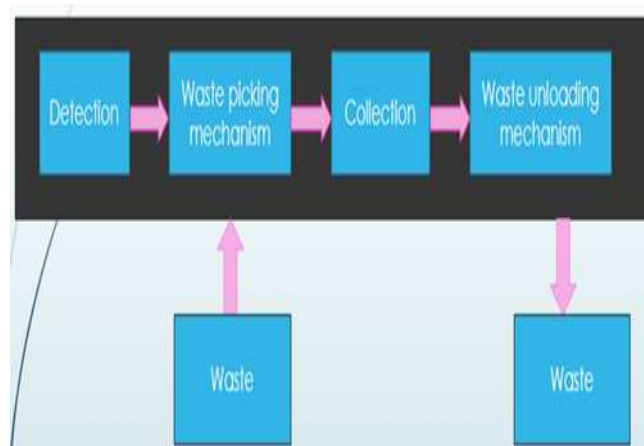 Detection
Waste picking
mechanism
Collection
Waste unloading
mechanism
Waste
Waste